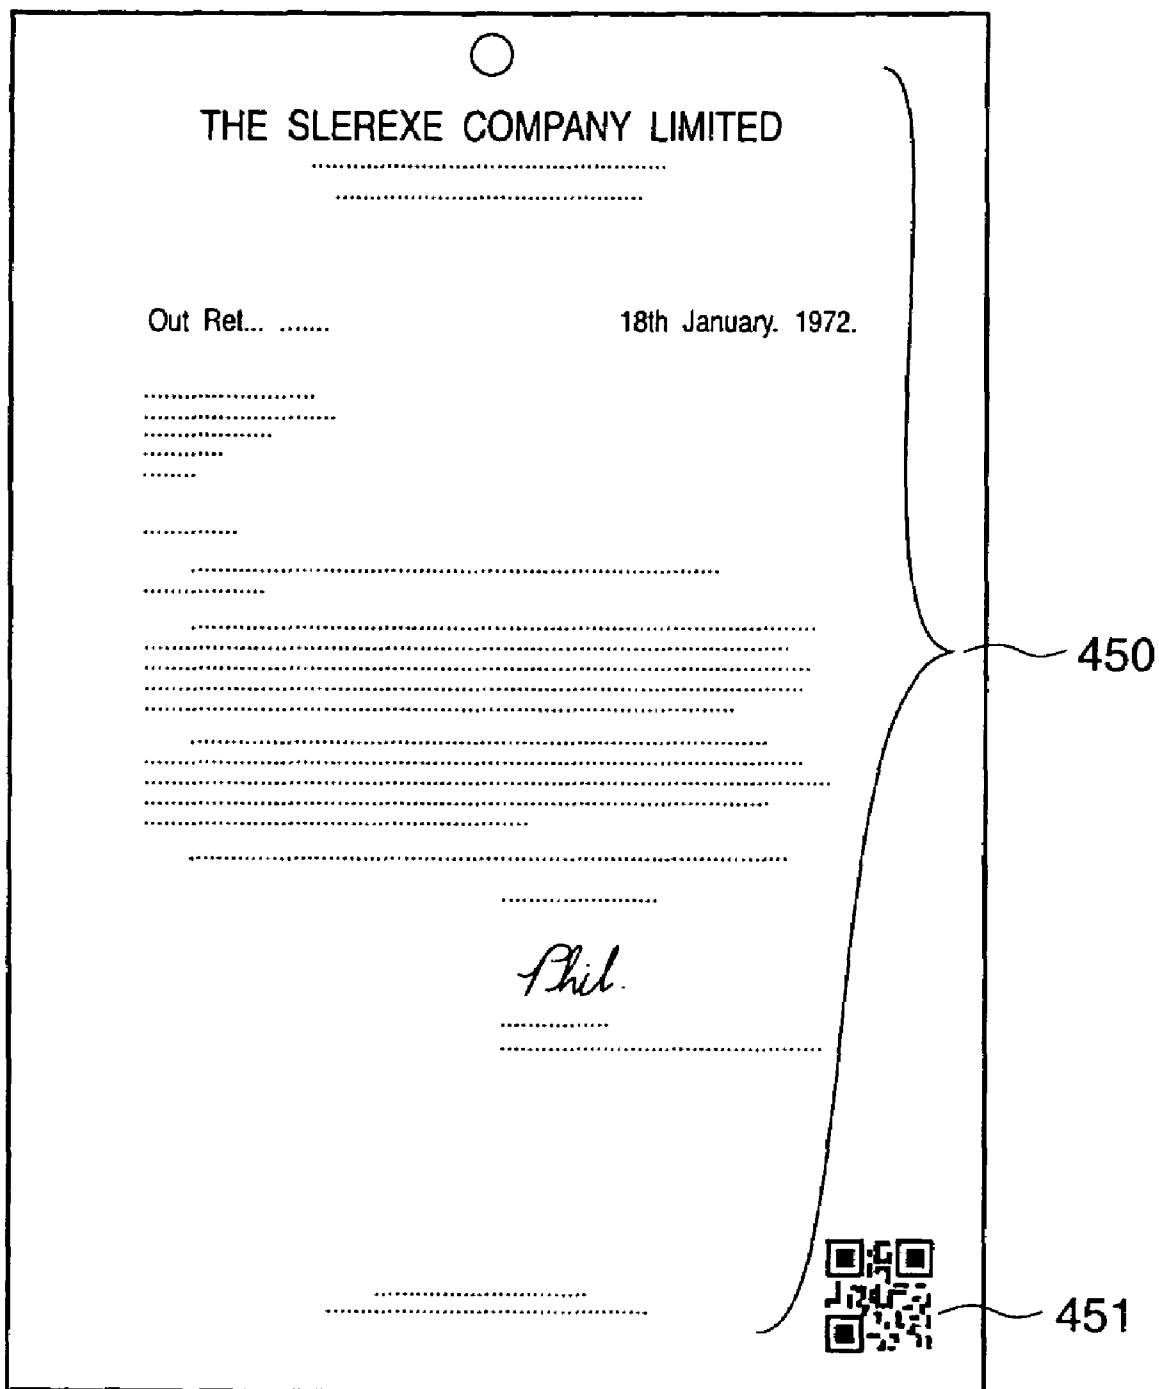 THE SLEREXE COMPANY LIMITED
Out Ret... ....... 18th January. 1972.
450
Phil.
451